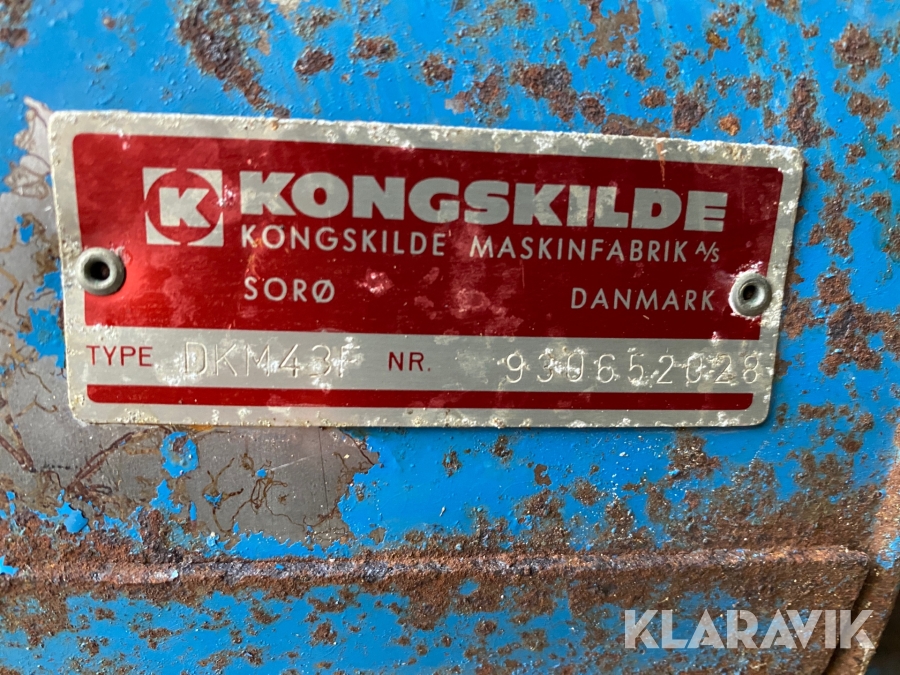 K KONGSKILDE
KONGSKILDE MASKINFABRIK A/S
SORØ DANMARK
TYPE DKM43F NR. 930652028
KLARAVIK